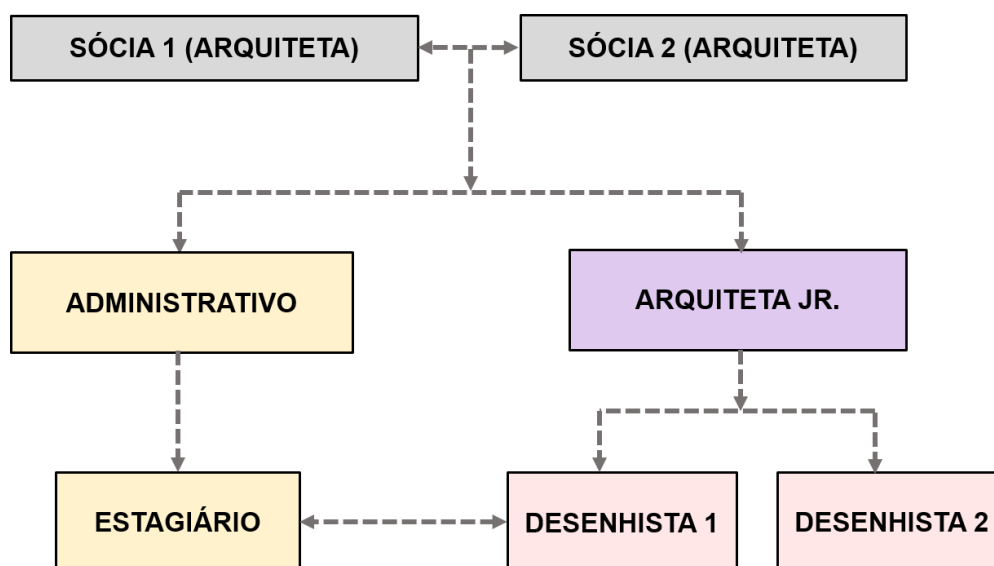 SÓCIA 1 (ARQUITETA)
SÓCIA 2 (ARQUITETA)
ADMINISTRATIVO
ARQUITETA JR.
ESTAGIÁRIO
DESENHISTA 1
DESENHISTA 2